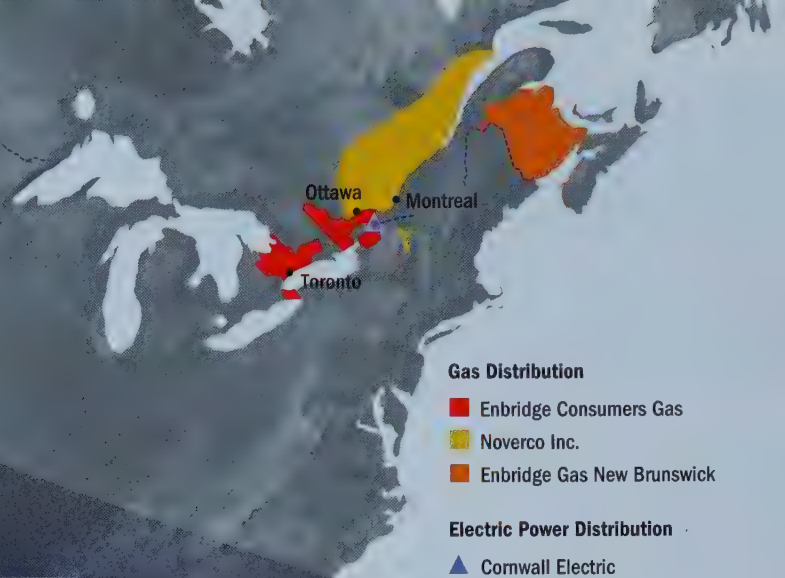 Ottawa
Montreal
Toronto
Gas Distribution
Enbridge Consumers Gas
Noverco Inc.
Enbridge Gas New Brunswick
Electric Power Distribution
Cornwall Electric